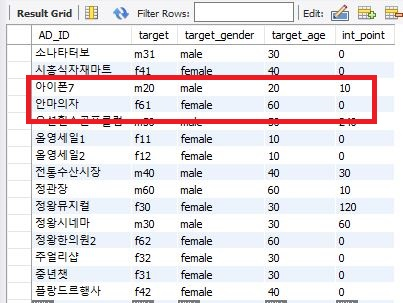 Result Grid Filter Rows: Edit:
AD_ID target target_gender target_age int_point
소나타터보 m31 male 30 0
시흥식자재마트 f41 female 40 0
아이폰7 m20 male 20 10
안마의자 f61 female 60 0
240
올영세일1 f11 female 10 0
올영세일2 f12 female 10 0
전통수산시장 m40 male 40 30
정관장 m60 male 60 10
정왕뮤지컬 f30 female 30 120
정왕시네마 m30 male 30 60
정왕한의원2 f62 female 60 0
주얼리샵 f32 female 30 0
중년챗 f31 female 30 0
플랑드르행사 f42 female 40 0